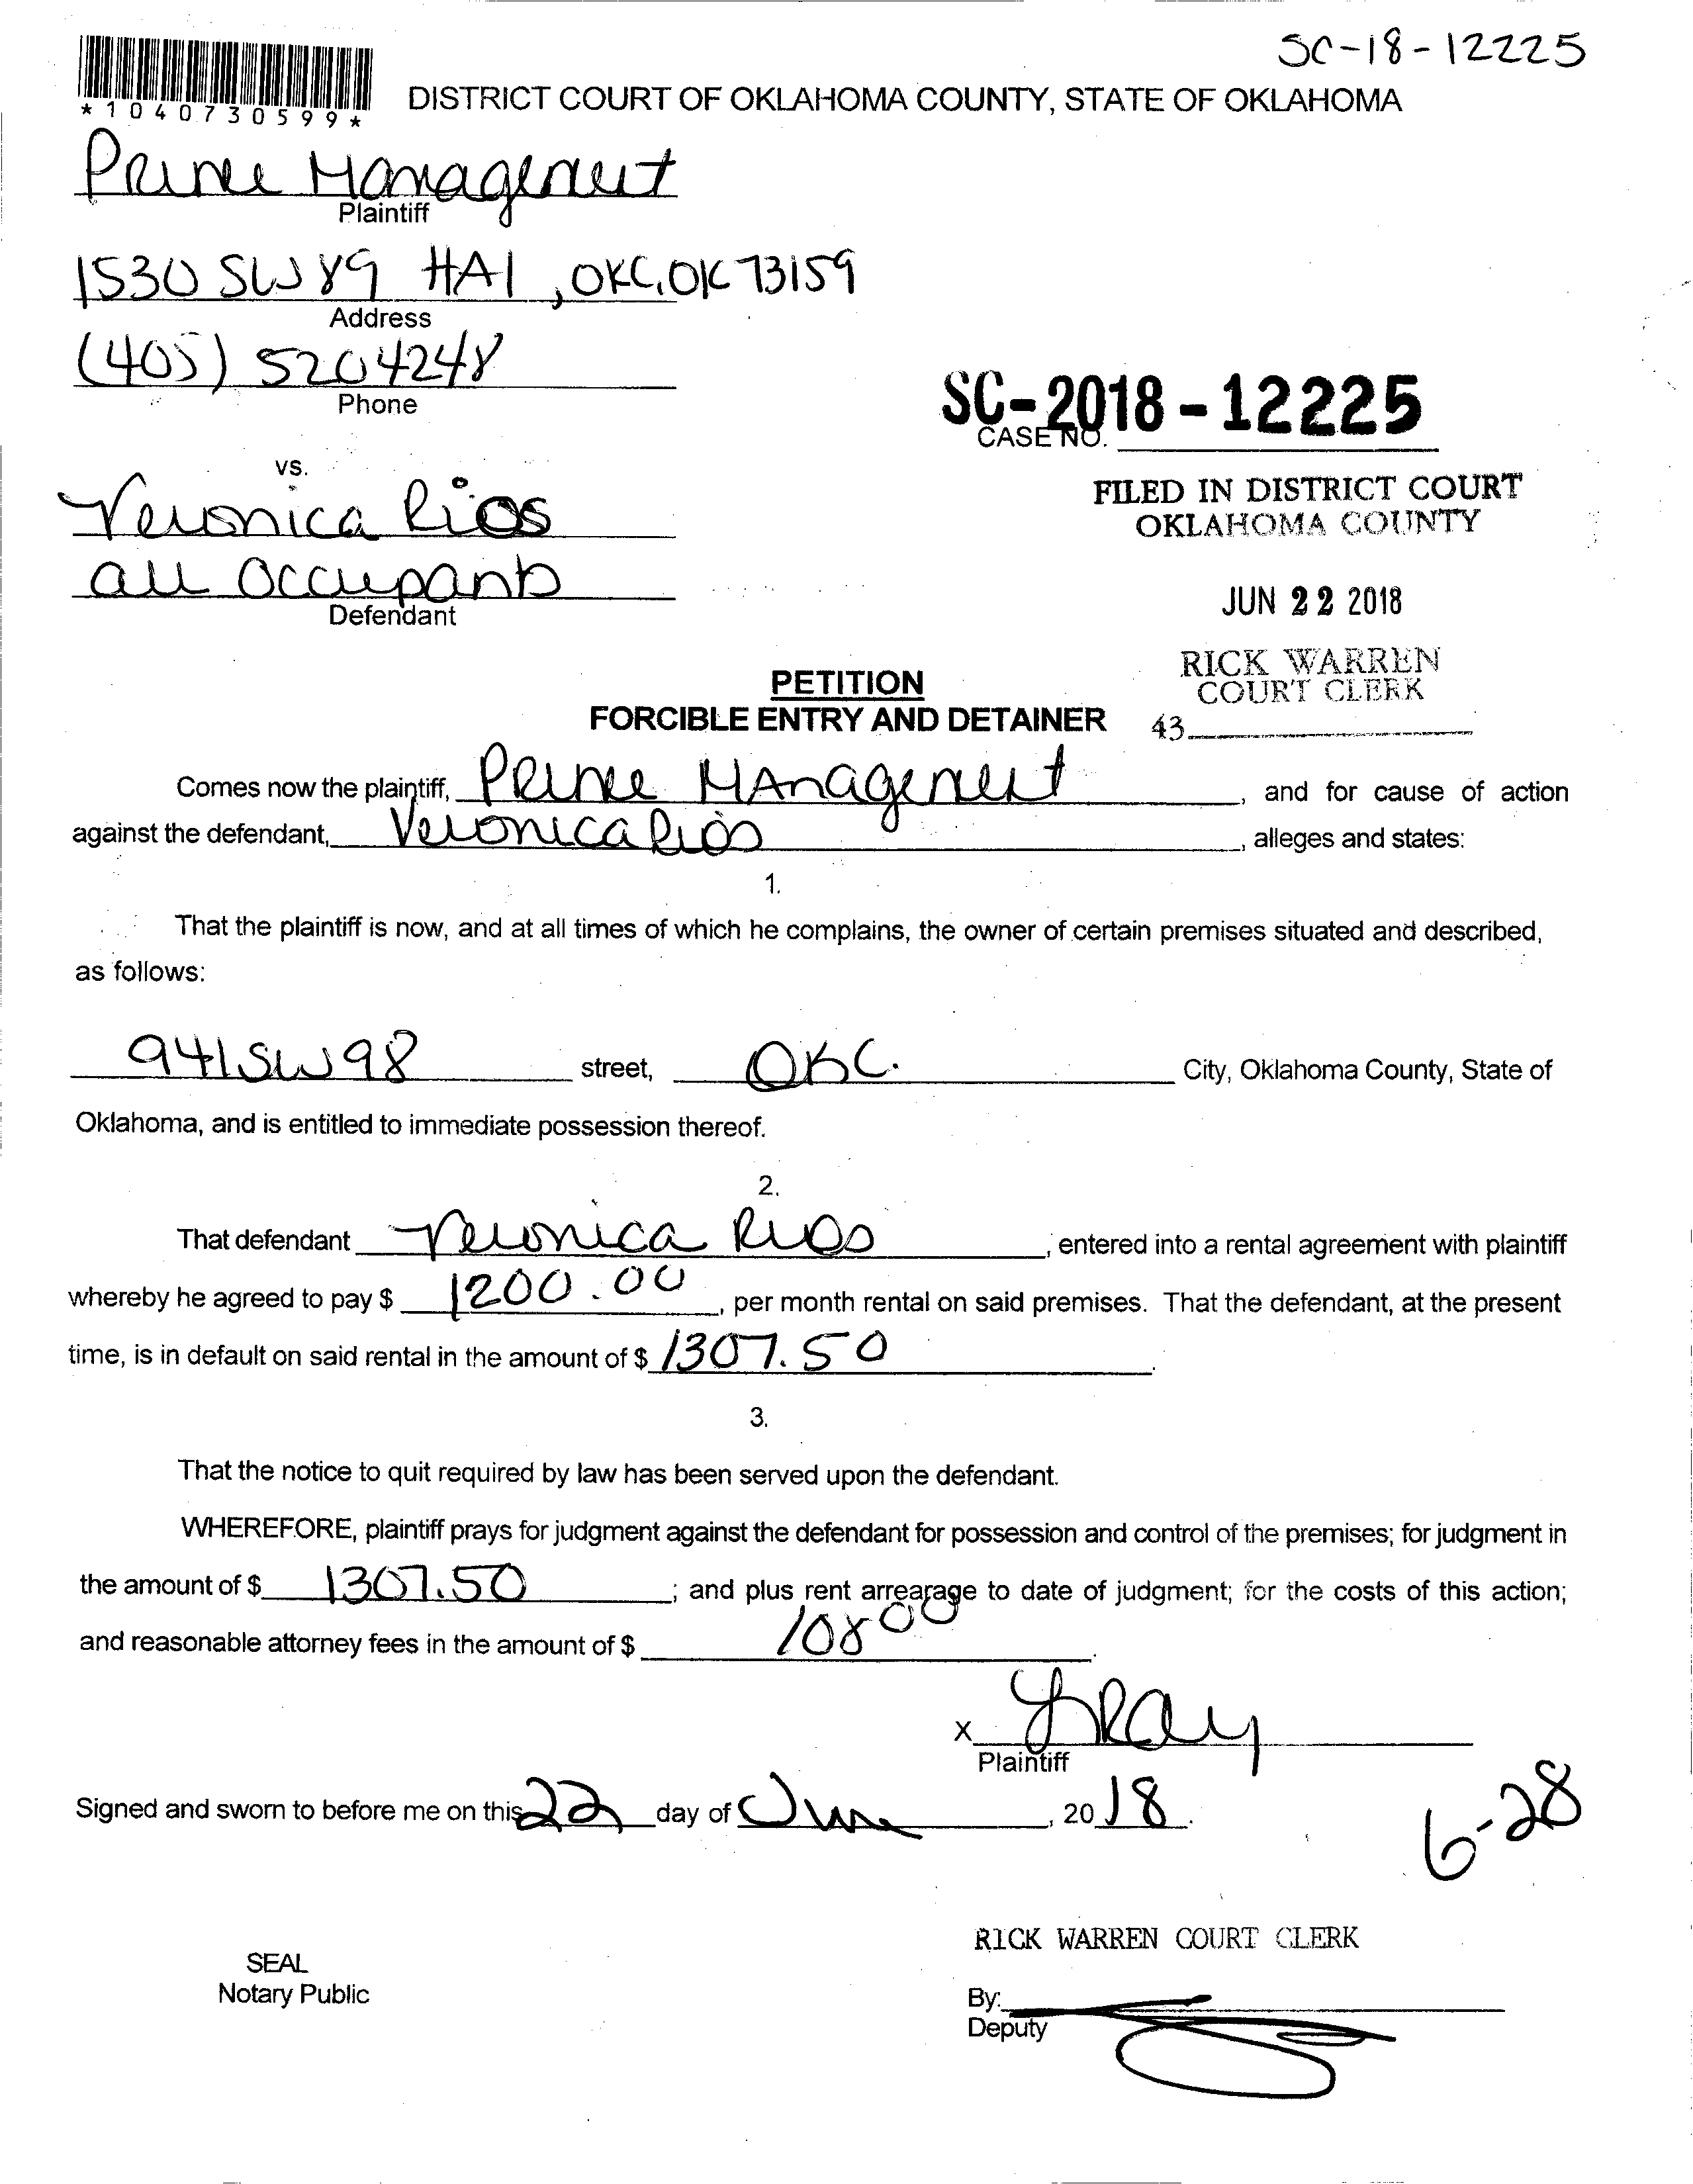 SC-18-12225
*1040730599*
DISTRICT COURT OF OKLAHOMA COUNTY, STATE OF OKLAHOMA
Prime Management
Plaintiff
1530 SW 89 #A1, OKC, OK 73159
Address
(405) 5204248
Phone
SC-2018-12225
CASE NO.
vs.
Veronica Rios
all occupants
Defendant
FILED IN DISTRICT COURT
OKLAHOMA COUNTY
JUN 22 2018
RICK WARREN
COURT CLERK
43
PETITION
FORCIBLE ENTRY AND DETAINER
Comes now the plaintiff, Prime Management, and for cause of action
against the defendant, Veronica Rios, alleges and states:
1.
That the plaintiff is now, and at all times of which he complains, the owner of certain premises situated and described,
as follows:
941 SW 98 street, OKC. City, Oklahoma County, State of
Oklahoma, and is entitled to immediate possession thereof.
2.
That defendant Veronica Rios, entered into a rental agreement with plaintiff
whereby he agreed to pay $ 1200.00, per month rental on said premises. That the defendant, at the present
time, is in default on said rental in the amount of $ 1307.50.
3.
That the notice to quit required by law has been served upon the defendant.
WHEREFORE, plaintiff prays for judgment against the defendant for possession and control of the premises; for judgment in
the amount of $ 1307.50; and plus rent arrearage to date of judgment; for the costs of this action;
and reasonable attorney fees in the amount of $ 108 00.
x
Plaintiff
Signed and sworn to before me on this 22 day of June, 2018.
6-28
RICK WARREN COURT CLERK
SEAL
Notary Public
By:
Deputy